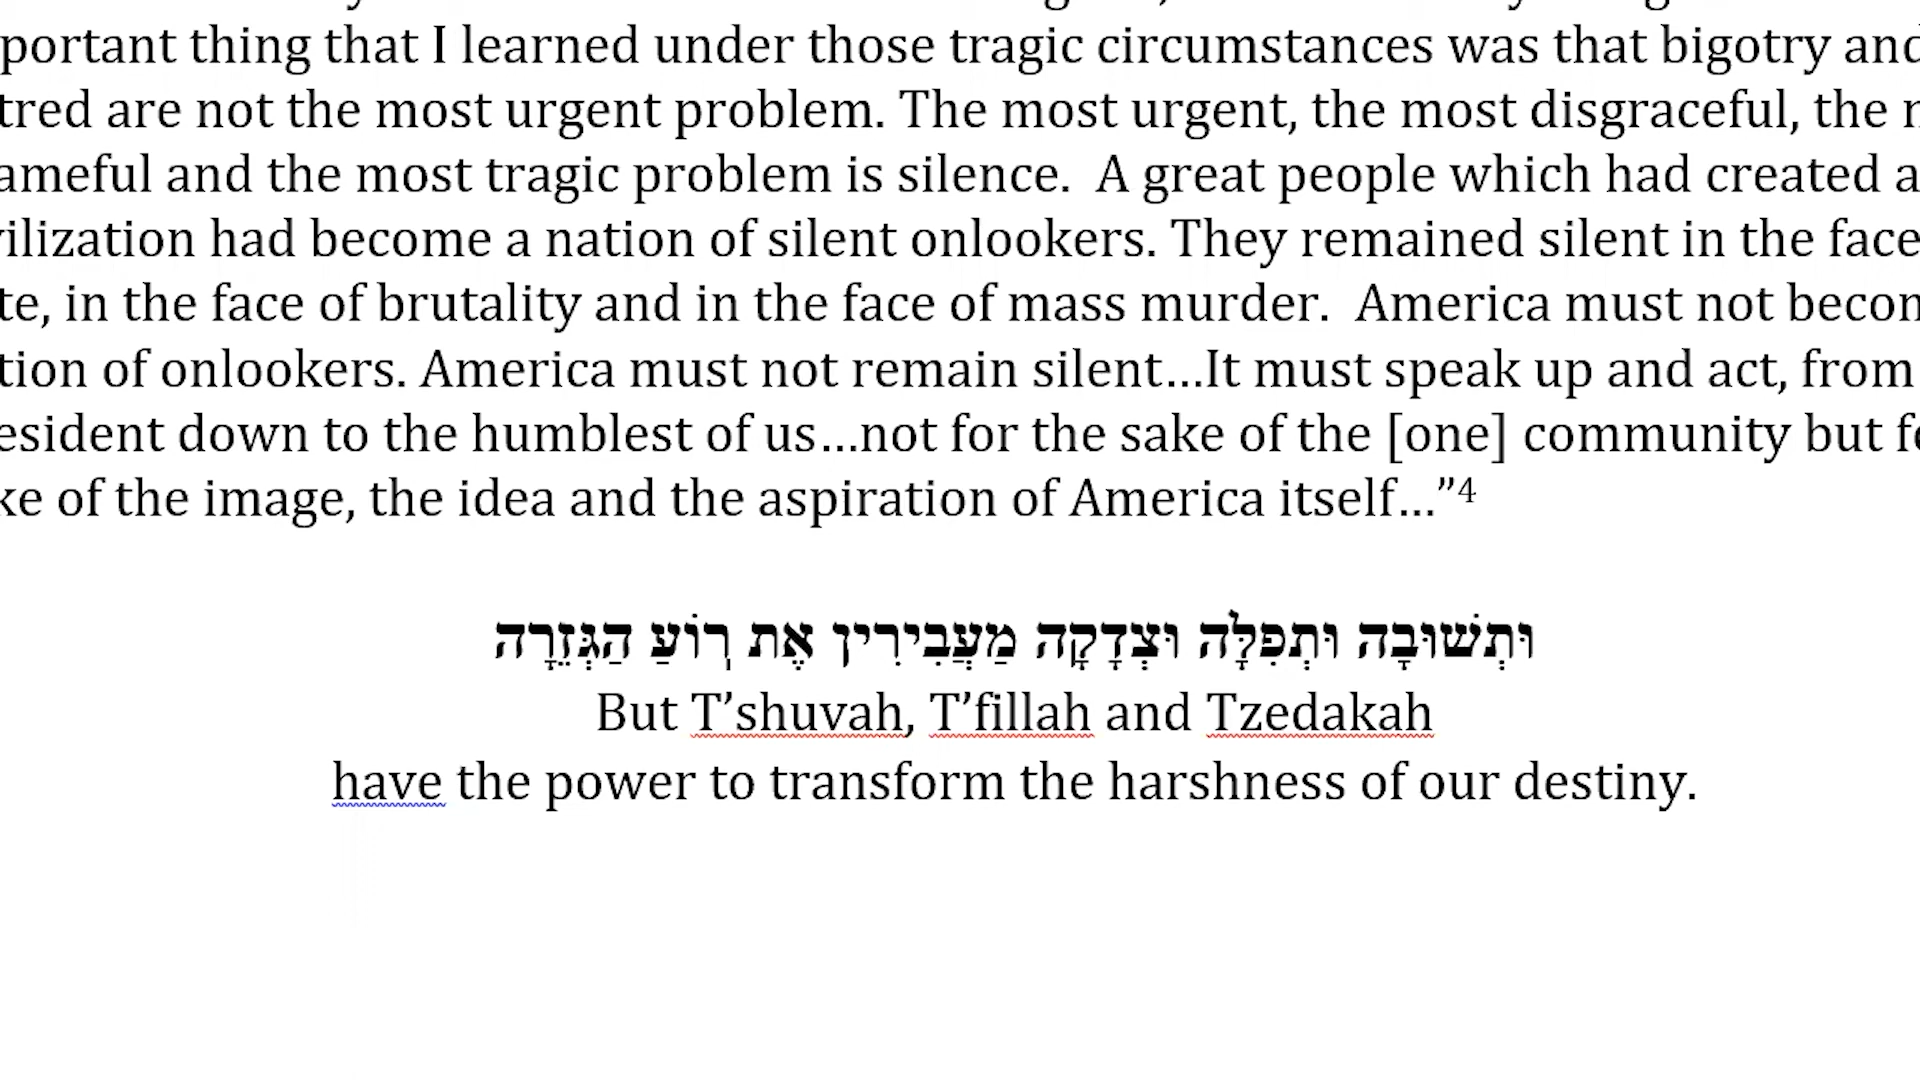 portant thing that I learned under those tragic circumstances was that bigotry and
tred are not the most urgent problem. The most urgent, the most disgraceful, the
ameful and the most tragic problem is silence. A great people which had created a
ilization had become a nation of silent onlookers. They remained silent in the face
te, in the face of brutality and in the face of mass murder. America must not becom
tion of onlookers. America must not remain silent...It must speak up and act, from
esident down to the humblest of us...not for the sake of the [one] community but fo
ke of the image, the idea and the aspiration of America itself...”4
וּתְשׁוּבָה וּתְפִלָּה וּצְדָקָה מַעֲבִירִין אֶת רֽוֹעַ הַגְּזֵרָה
But T’shuvah, T’fillah and Tzedakah
have the power to transform the harshness of our destiny.